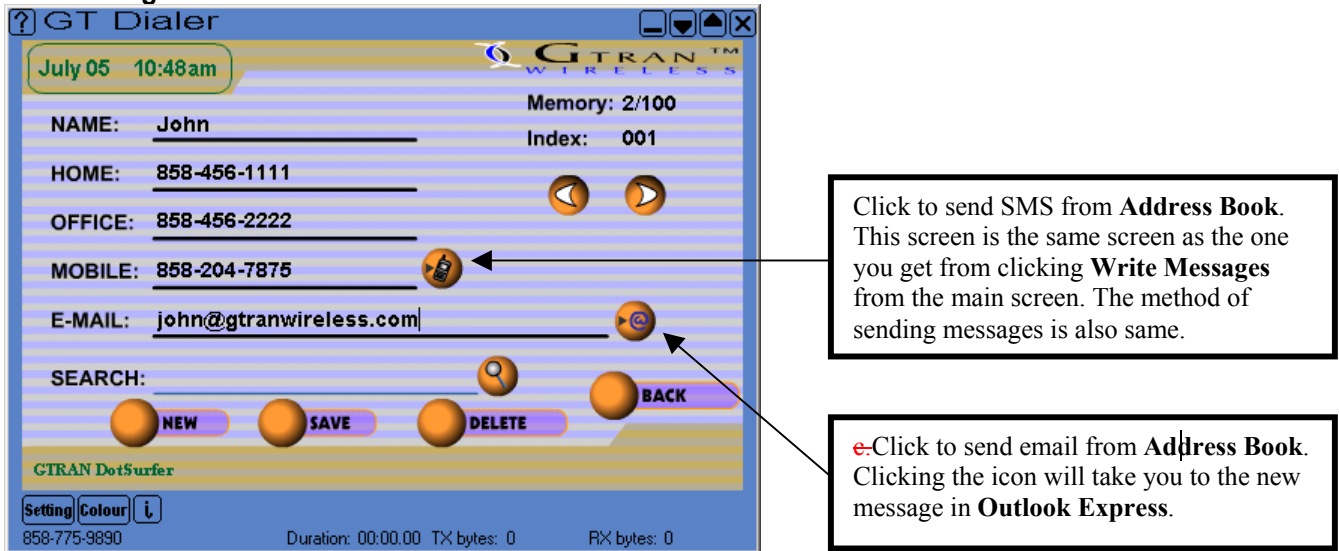 GT Dialer
July 05 10:48am
GTRAN™
WIRELESS
Memory: 2/100
NAME: John
Index: 001
HOME: 858-456-1111
OFFICE: 858-456-2222
MOBILE: 858-204-7875
E-MAIL: john@gtranwireless.com
SEARCH:
BACK
NEW SAVE DELETE
GTRAN DotSurfer
Setting Colour i
858-775-9890 Duration: 00:00.00 TX bytes: 0 RX bytes: 0
Click to send SMS from Address Book.
This screen is the same screen as the one
you get from clicking Write Messages
from the main screen. The method of
sending messages is also same.
e.Click to send email from Address Book.
Clicking the icon will take you to the new
message in Outlook Express.